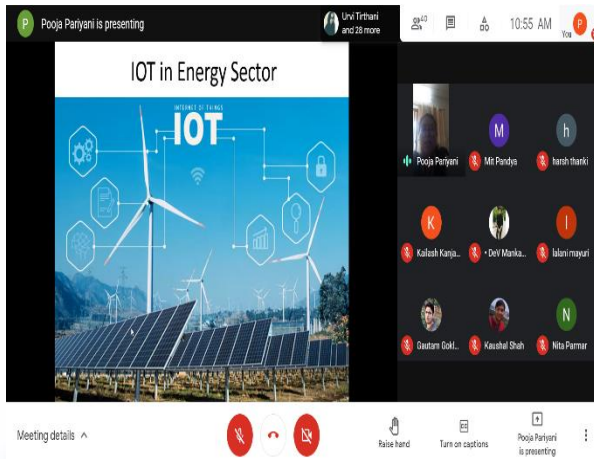 P Pooja Pariyani is presenting
Urvi Tirthani
and 28 more
40
10:55 AM
You P
IOT in Energy Sector
INTERNET OF THINGS
IOT
Pooja Pariyani
M
Mit Pandya
h
harsh thanki
K
Kailash Kanja...
• DeV Manka...
l
lalani mayuri
Gautam Gokl...
Kaushal Shah
N
Nita Parmar
Meeting details
Raise hand
Turn on captions
Pooja Pariyani
is presenting